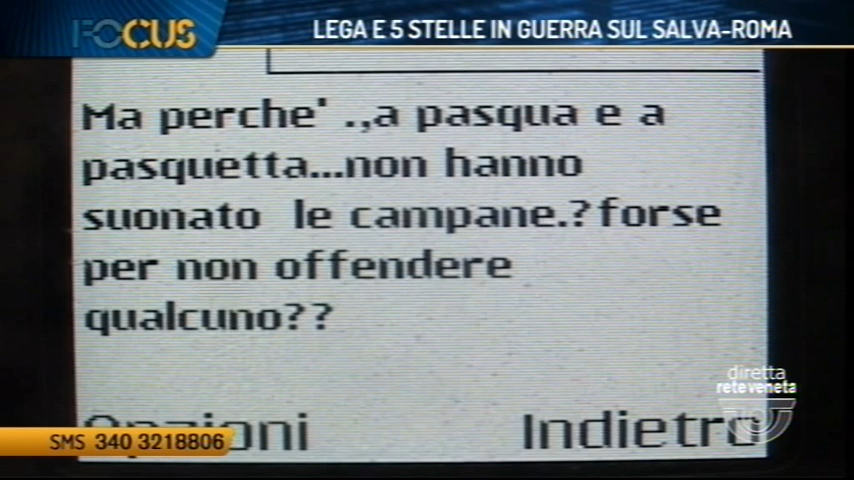 FOCUS
LEGA E 5 STELLE IN GUERRA SUL SALVA-ROMA
Ma perche' .,a pasqua e a
pasquetta...non hanno
suonato le campane.?forse
per non offendere
qualcuno??
Opzioni
Indietro
SMS 340 3218806
diretta
reteveneta